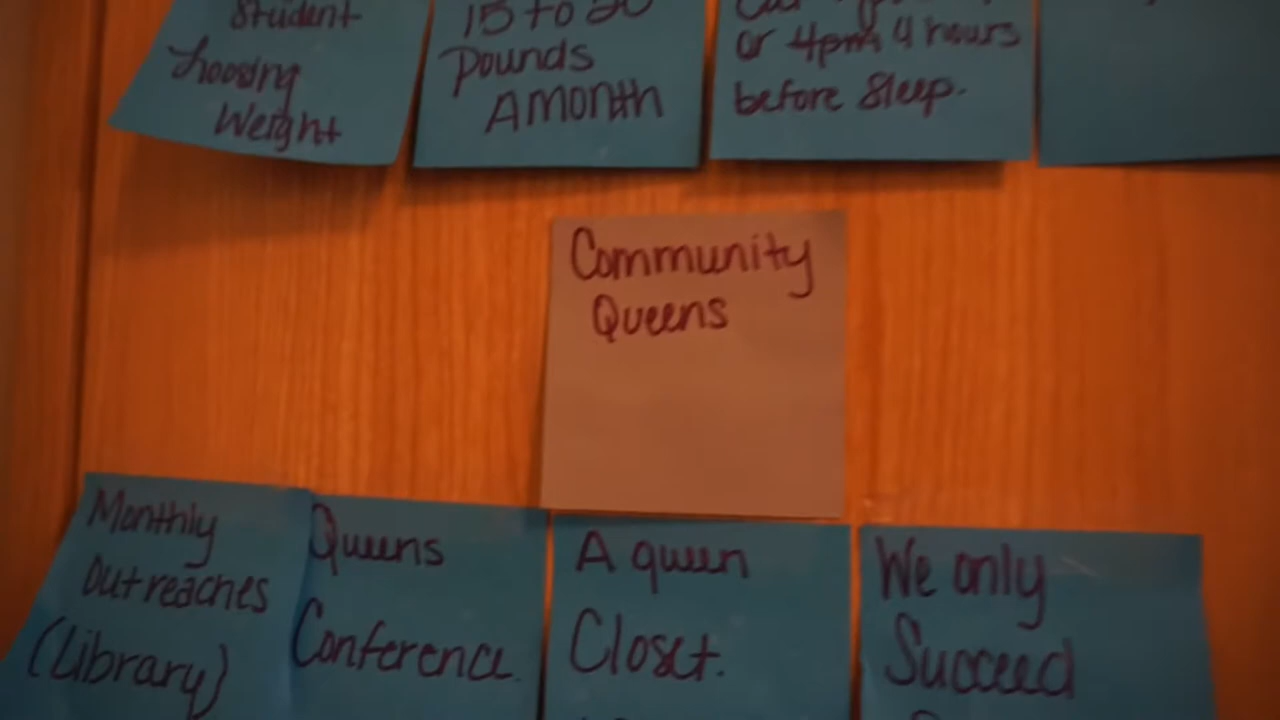 Student
Loosing
Weight
15 to 20
Pounds
A MONth
or 4pm 4 hours
before Sleep.
Community
Queens
Monthly
Outreaches
(Library)
Queens
Conference.
A queen
Closet.
We only
Succeed